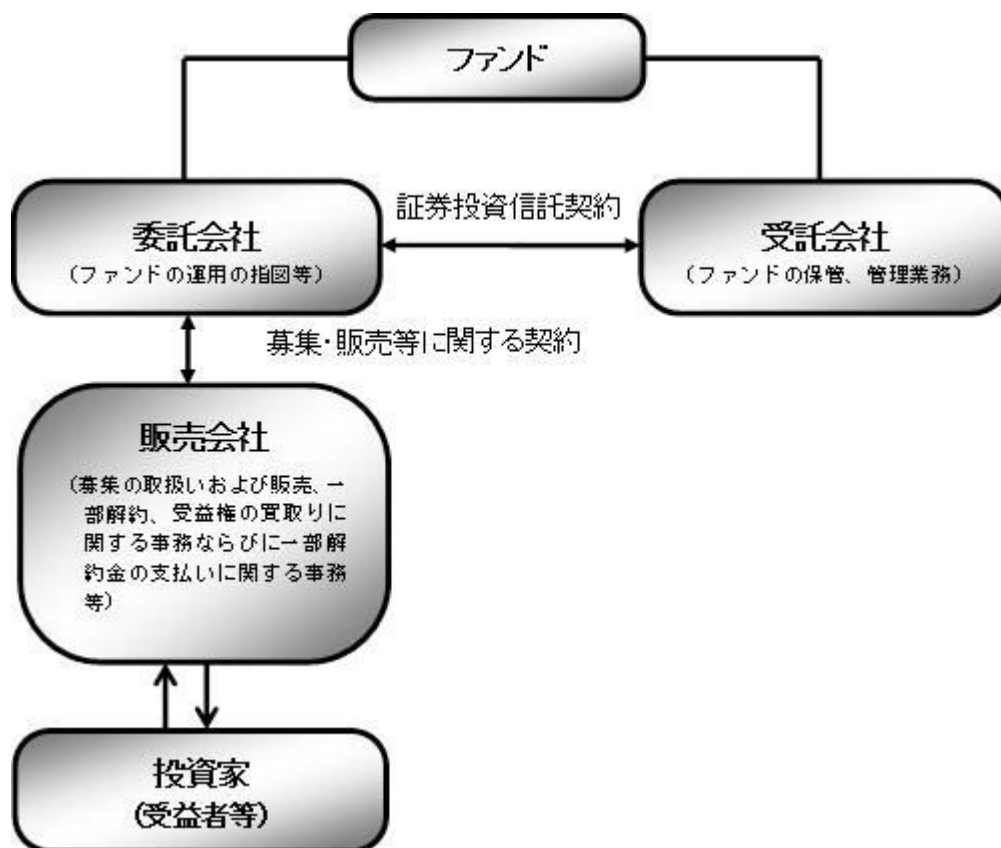 ファンド
委託会社
(ファンドの運用の指図等)
証券投資信託契約
受託会社
(ファンドの保管、管理業務)
募集・販売等に関する契約
販売会社
(募集の取扱いおよび販売、一
部解約、受益権の買取りに
関する事務ならびに一部解
約金の支払いに関する事務
等)
投資家
(受益者等)